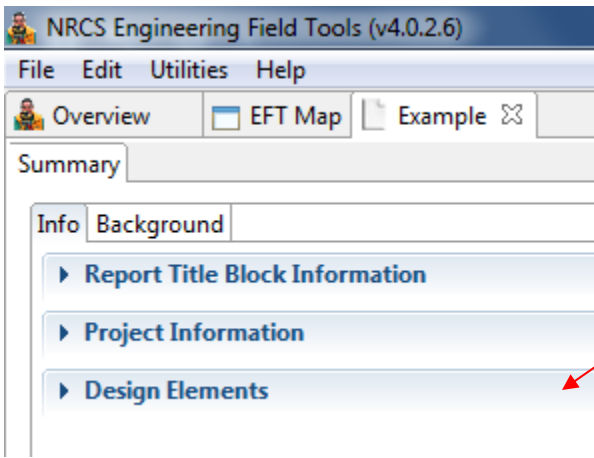 NRCS Engineering Field Tools (v4.0.2.6)
File Edit Utilities Help
Overview EFT Map Example
Summary
Info Background
Report Title Block Information
Project Information
Design Elements